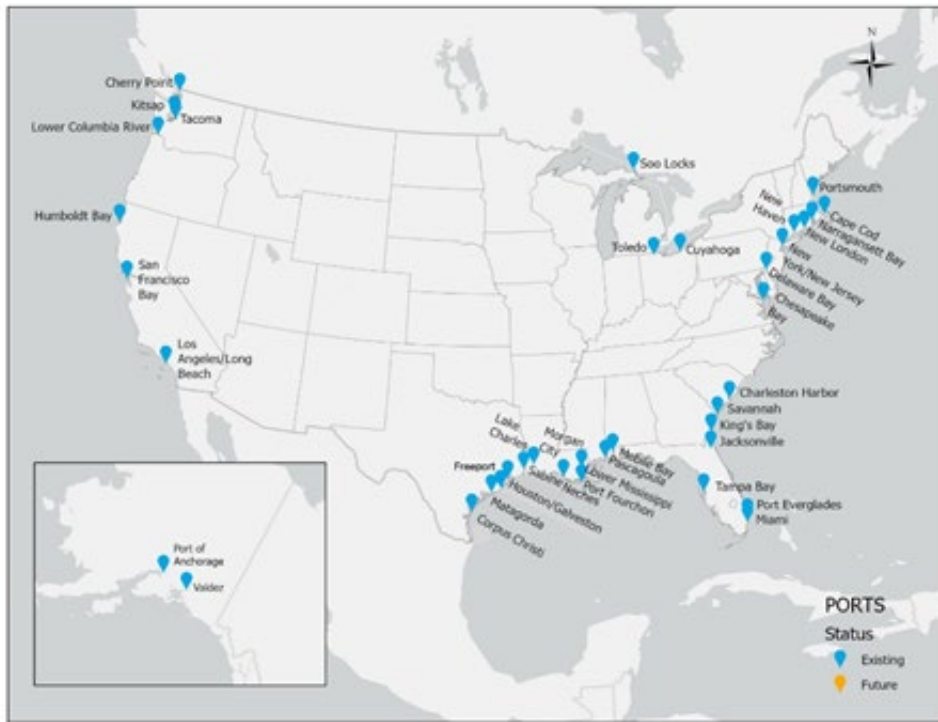 N
Cherry Point
Kitsap
Tacoma
Lower Columbia River
Soo Locks
Portsmouth
New
Haven
Cape Cod
Narragansett Bay
New London
Humboldt Bay
Toledo
Cuyahoga
New
York/New Jersey
San
Francisco
Bay
Delaware Bay
Chesapeake
Bay
Los
Angeles/Long
Beach
Charleston Harbor
Savannah
King's Bay
Jacksonville
Lake
Charles
Morgan
City
Mobile Bay
Pascagoula
Freeport
Sabine Neches
Lower Mississippi
Port Fourchon
Houston/Galveston
Matagorda
Corpus Christi
Tampa Bay
Port Everglades
Miami
Port of
Anchorage
Valdez
PORTS
Status
Existing
Future